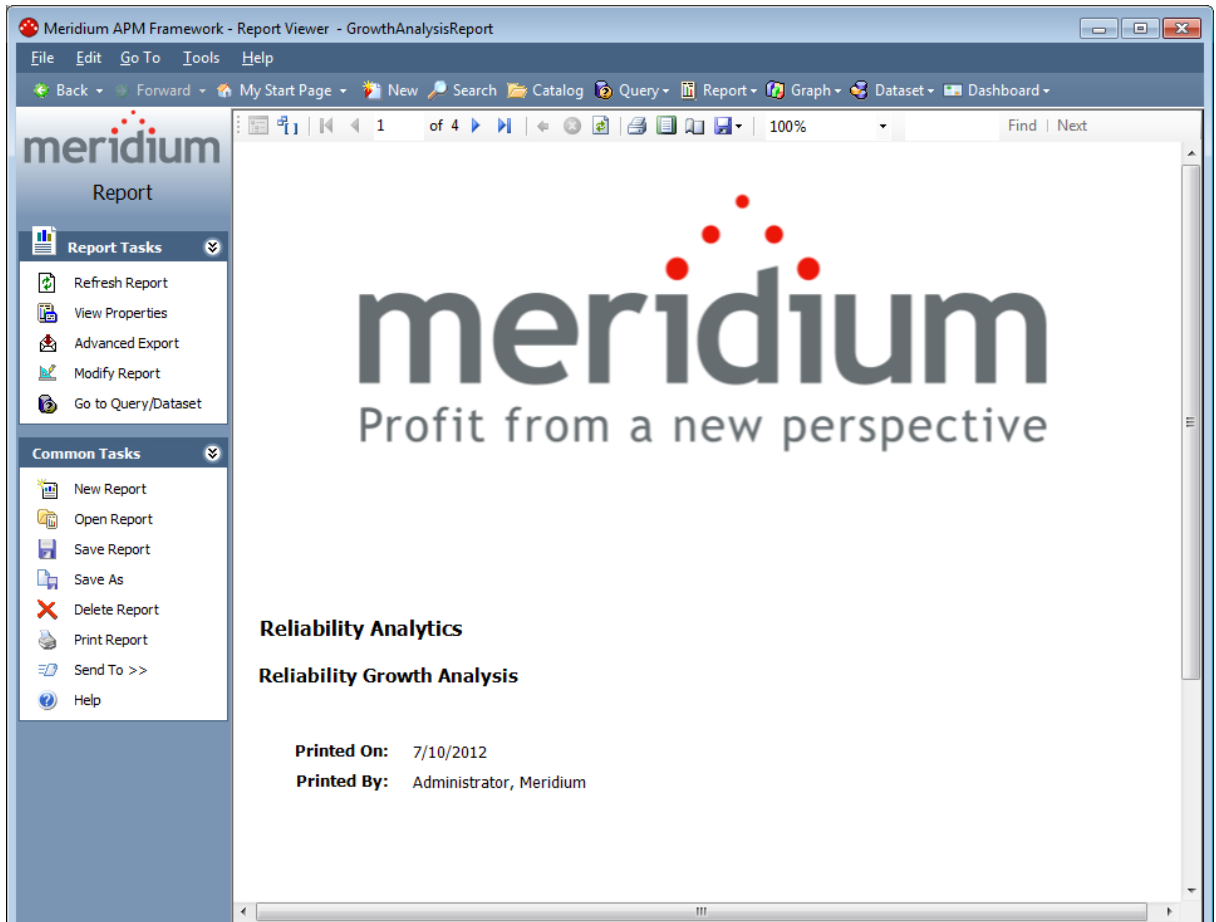 Meridium APM Framework - Report Viewer - GrowthAnalysisReport
File Edit Go To Tools Help
Back Forward My Start Page New Search Catalog Query Report Graph Dataset Dashboard
1 of 4 100% Find | Next
meridium
Report
Report Tasks
Refresh Report
View Properties
Advanced Export
Modify Report
Go to Query/Dataset
Common Tasks
New Report
Open Report
Save Report
Save As
Delete Report
Print Report
Send To >>
Help
meridium
Profit from a new perspective
Reliability Analytics
Reliability Growth Analysis
Printed On: 7/10/2012
Printed By: Administrator, Meridium